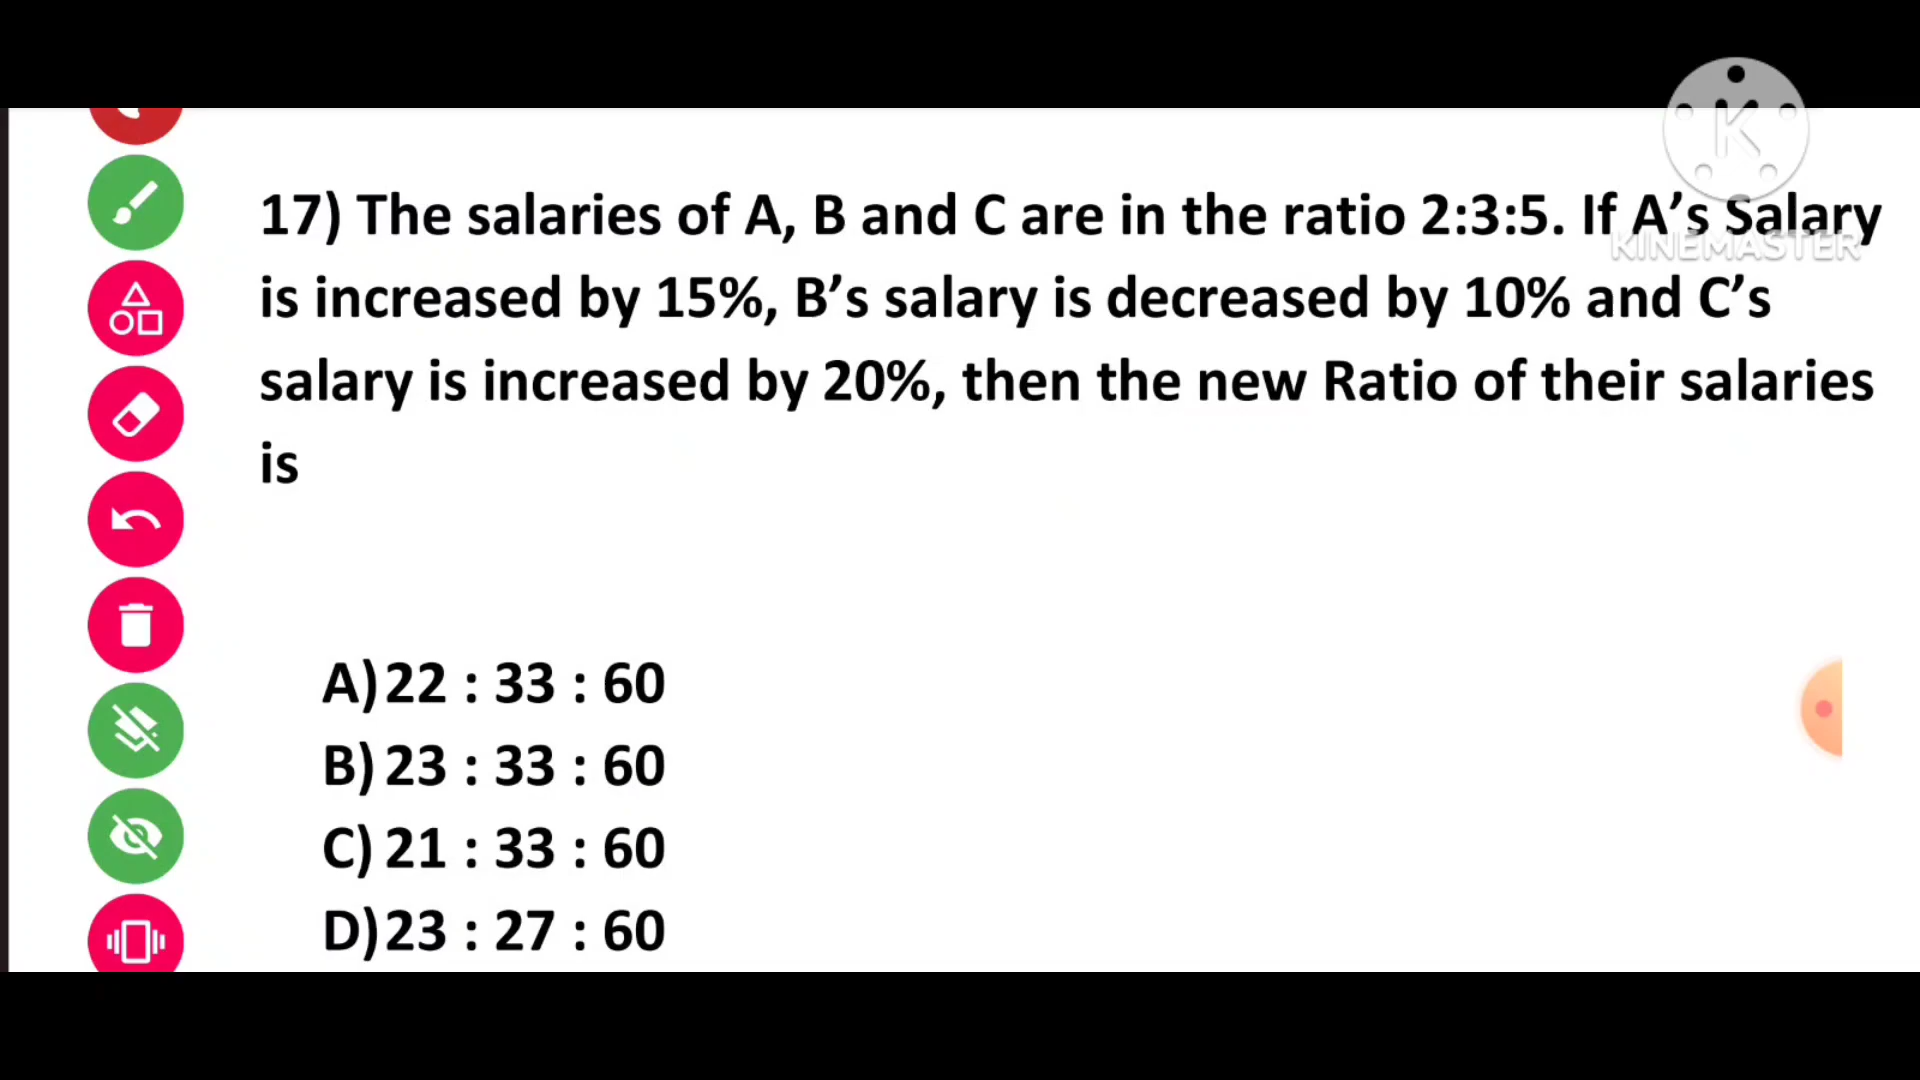 K
KINEMASTER
17) The salaries of A, B and C are in the ratio 2:3:5. If A’s Salary
is increased by 15%, B’s salary is decreased by 10% and C’s
salary is increased by 20%, then the new Ratio of their salaries
is
A) 22 : 33 : 60
B) 23 : 33 : 60
C) 21 : 33 : 60
D) 23 : 27 : 60